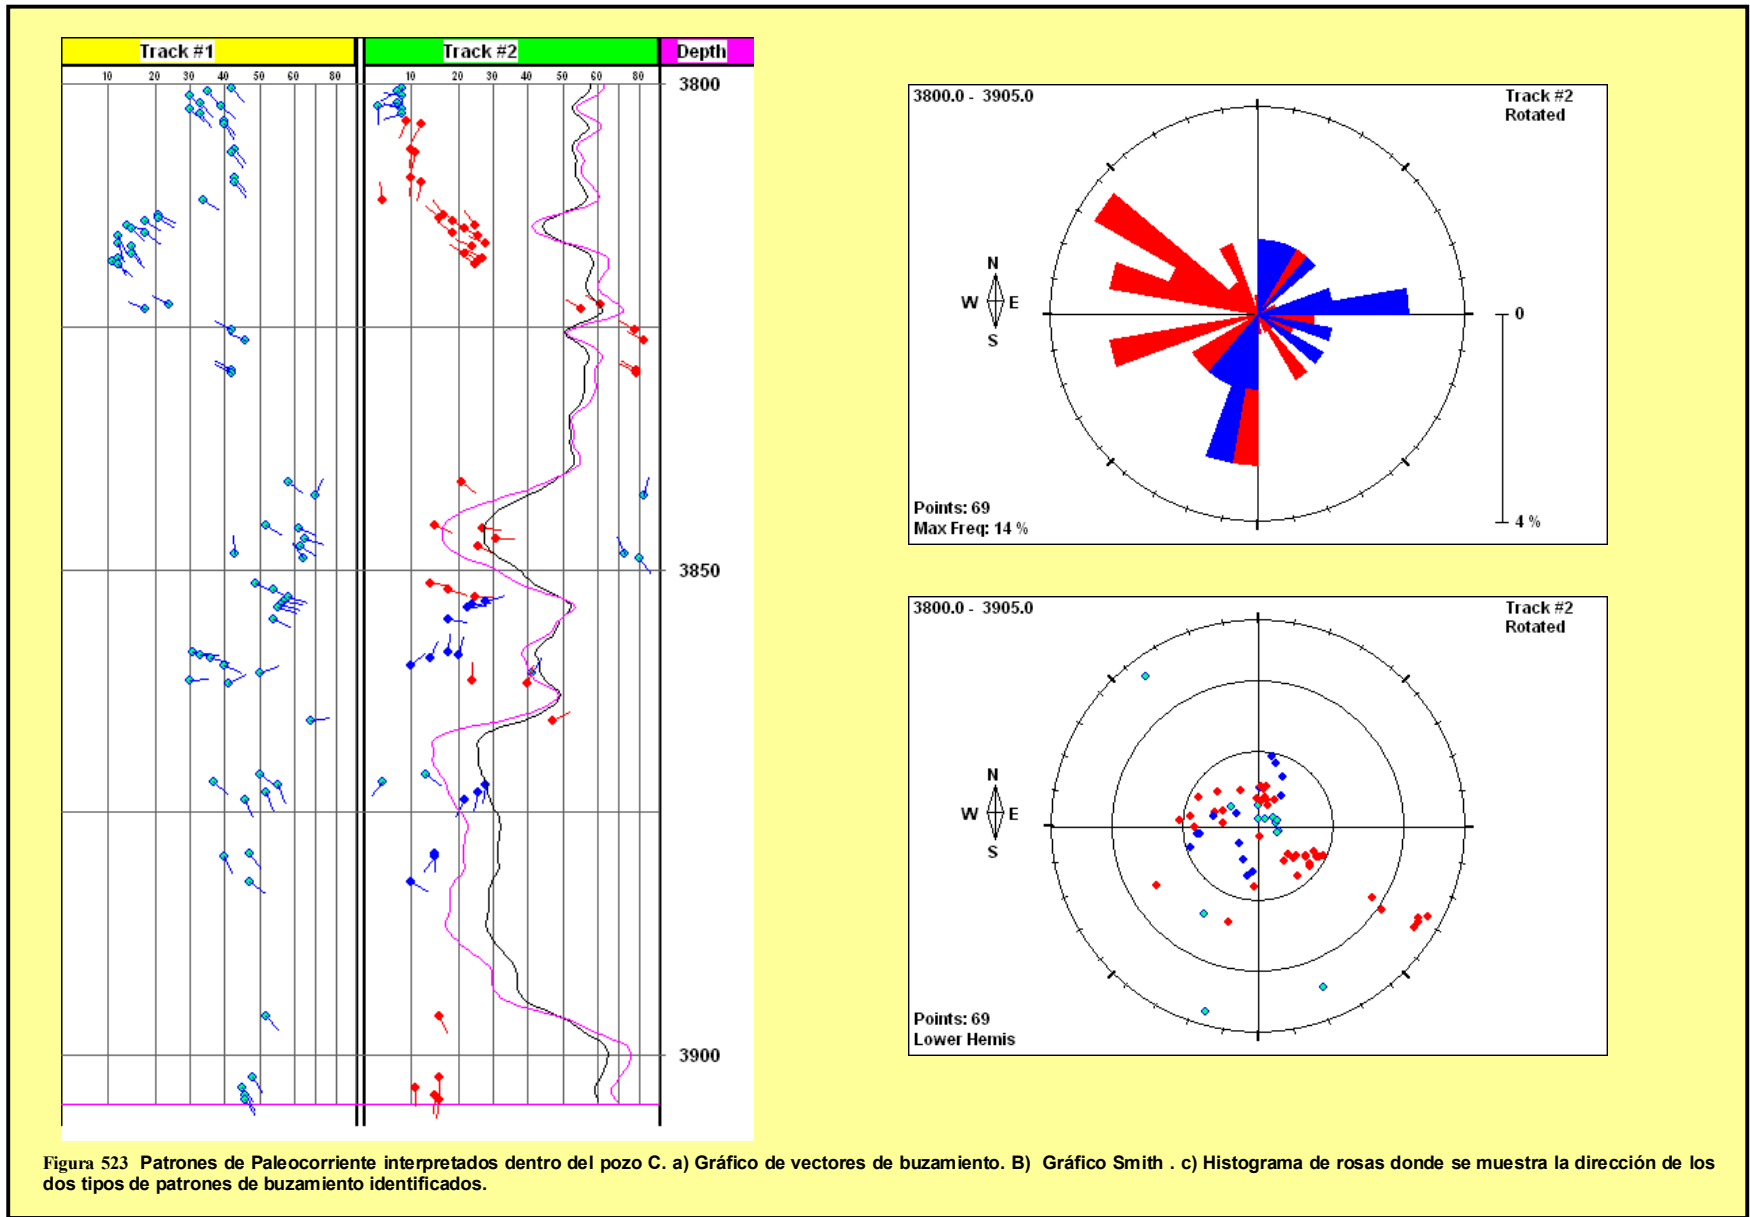 Track #1 Track #2 Depth
10 20 30 40 50 60 80 10 20 30 40 50 60 80
3800
3850
3900
3800.0 - 3905.0 Track #2
Rotated
N
W E
S
0
4 %
Points: 69
Max Freq: 14 %
3800.0 - 3905.0 Track #2
Rotated
N
W E
S
Points: 69
Lower Hemis
Figura 523 Patrones de Paleocorriente interpretados dentro del pozo C. a) Gráfico de vectores de buzamiento. B) Gráfico Smith . c) Histograma de rosas donde se muestra la dirección de los
dos tipos de patrones de buzamiento identificados.